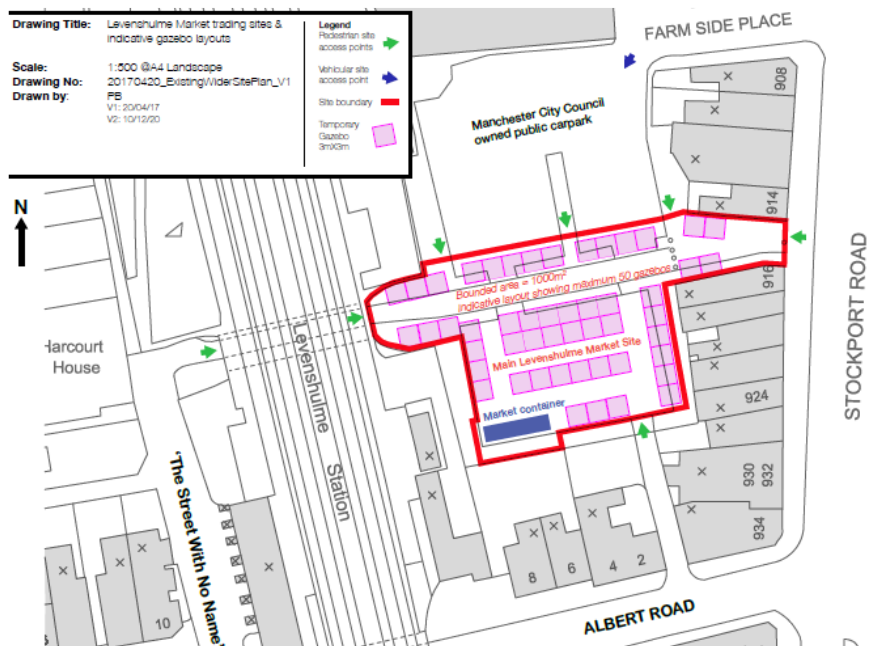 Drawing Title: Levenshulme Market trading sites &
indicative gazebo layouts
Scale: 1:500 @A4 Landscape
Drawing No: 20170420_ExistingWiderSitePlan_V1
Drawn by: PB
V1: 20/04/17
V2: 10/12/20
Legend
Pedestrian site
access points
Vehicular site
access point
Site boundary
Temporary
Gazebo
3mX3m
N
FARM SIDE PLACE
Manchester City Council
owned public carpark
908
914
916
924
930
932
934
STOCKPORT ROAD
Bounded area = 1000m²
Indicative layout showing maximum 50 gazebos
Main Levenshulme Market Site
Market container
Harcourt
House
Levenshulme
Station
'The Street With No Name'
10
8
6
4
2
ALBERT ROAD